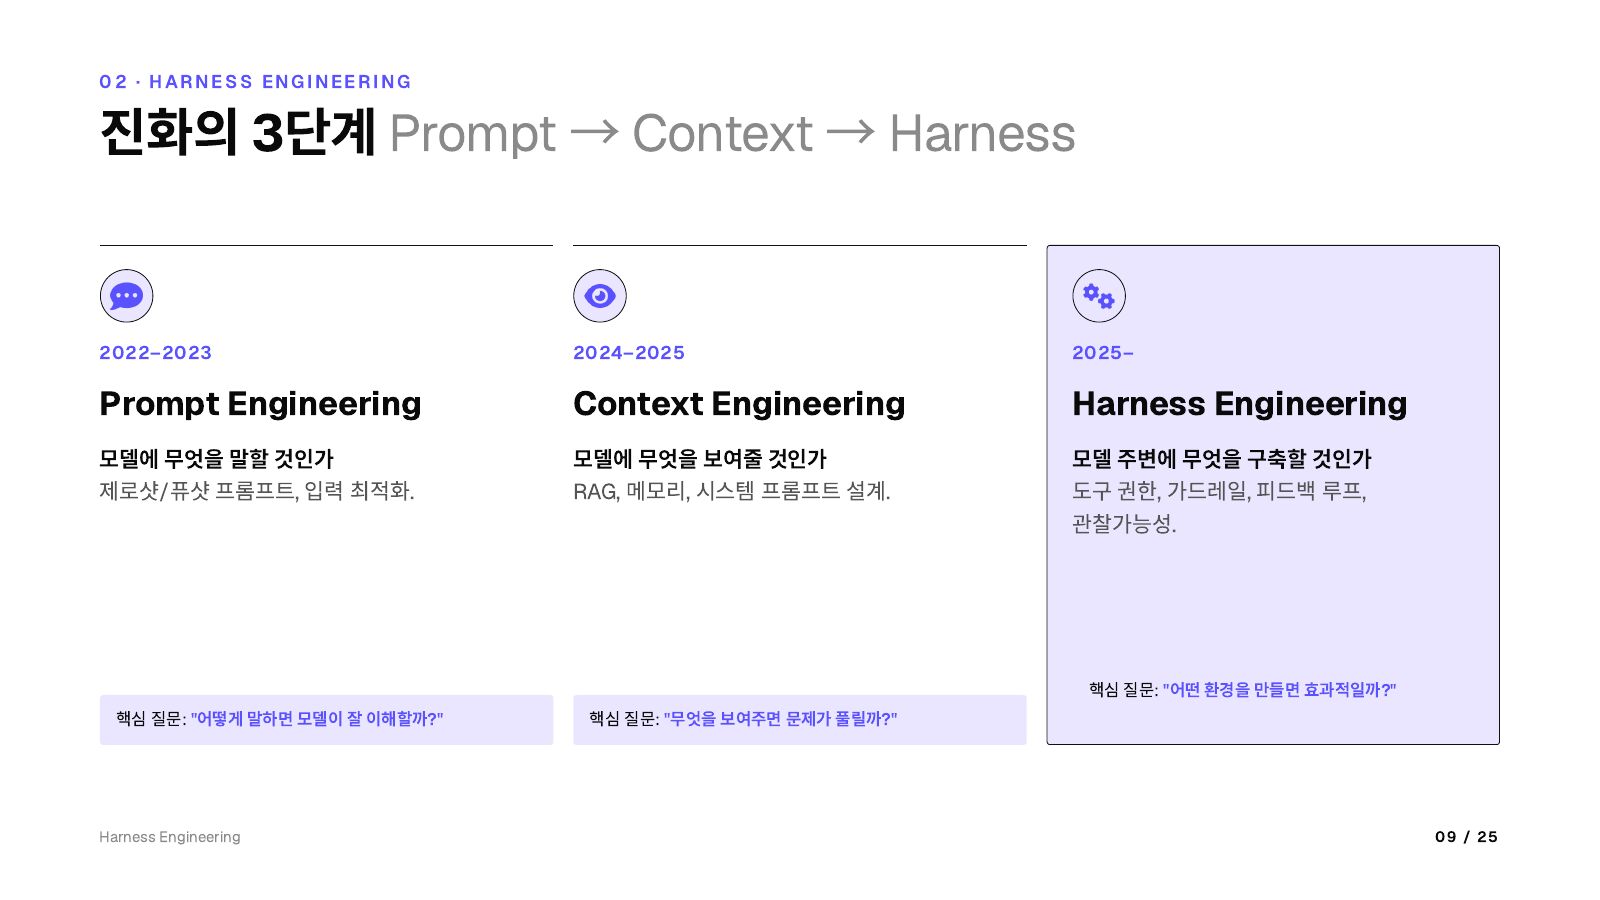 02 · HARNESS ENGINEERING
진화의 3단계 Prompt → Context → Harness
2022–2023
Prompt Engineering
모델에 무엇을 말할 것인가
제로샷/퓨샷 프롬프트, 입력 최적화.
핵심 질문: "어떻게 말하면 모델이 잘 이해할까?"
2024–2025
Context Engineering
모델에 무엇을 보여줄 것인가
RAG, 메모리, 시스템 프롬프트 설계.
핵심 질문: "무엇을 보여주면 문제가 풀릴까?"
2025–
Harness Engineering
모델 주변에 무엇을 구축할 것인가
도구 권한, 가드레일, 피드백 루프,
관찰가능성.
핵심 질문: "어떤 환경을 만들면 효과적일까?"
Harness Engineering
09 / 25